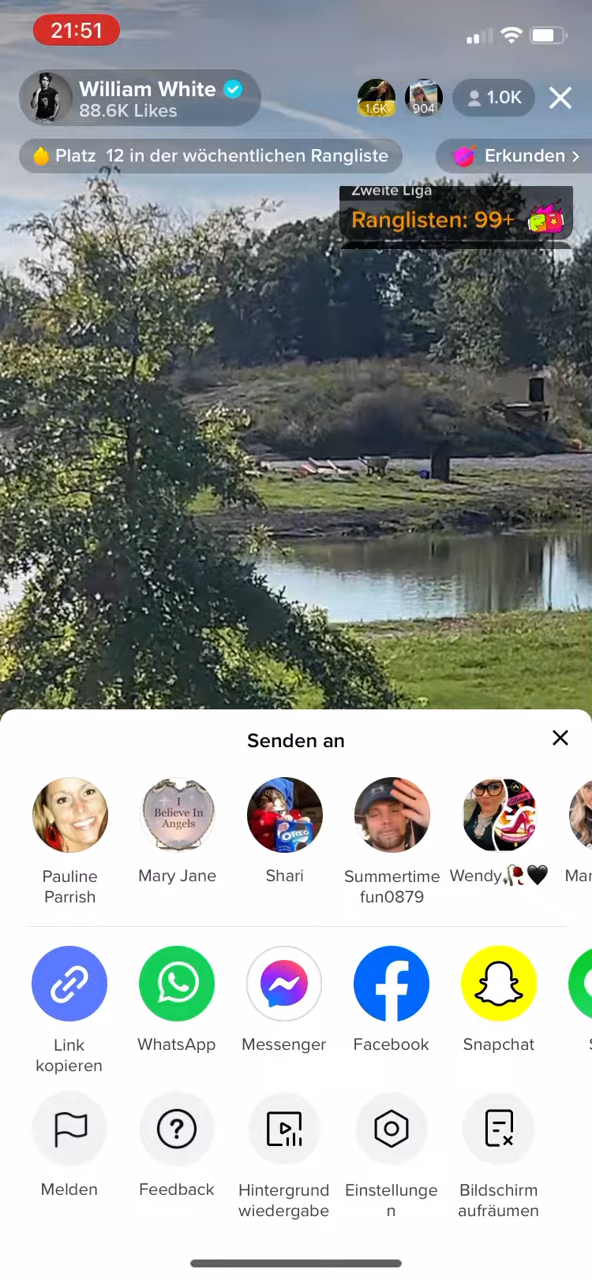 21:51
William White
88.6K Likes
1.6K
904
1.0K
Platz 12 in der wöchentlichen Rangliste
Erkunden >
Zweite Liga
Ranglisten: 99+
Senden an
Pauline
Parrish
Mary Jane
I
Believe In
Angels
Shari
OREO
Summertime
fun0879
Wendy🥀🖤
Mar
Link
kopieren
WhatsApp
Messenger
Facebook
Snapchat
S
Melden
Feedback
Hintergrund
wiedergabe
Einstellunge
n
Bildschirm
aufräumen